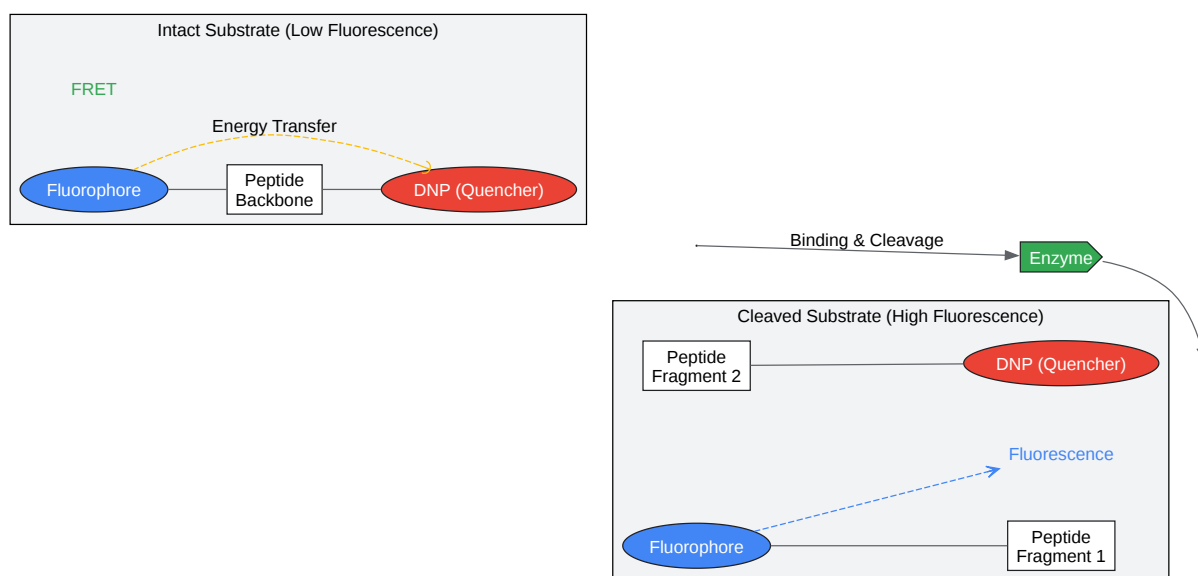 Intact Substrate (Low Fluorescence)
FRET
Energy Transfer
Fluorophore
Peptide
Backbone
DNP (Quencher)
Binding & Cleavage
Enzyme
Cleaved Substrate (High Fluorescence)
Peptide
Fragment 2
DNP (Quencher)
Fluorescence
Fluorophore
Peptide
Fragment 1